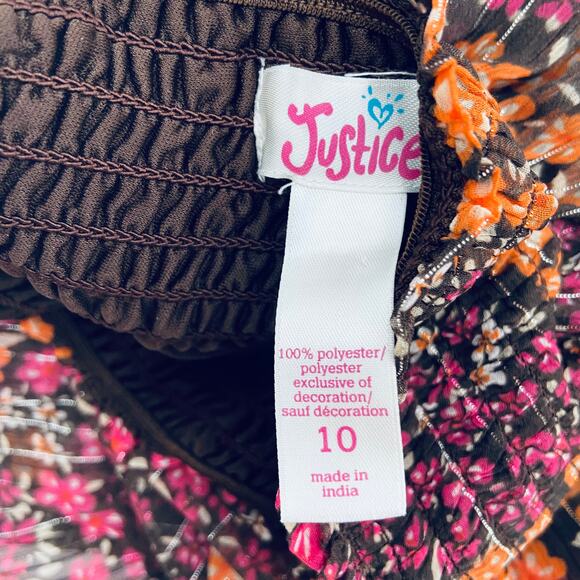 Justice
100% polyester/
polyester
exclusive of
decoration/
sauf décoration
10
made in
india